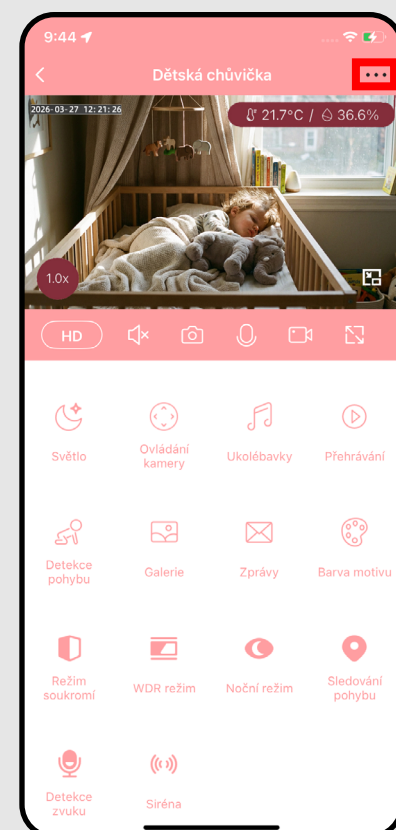 9:44
Dětská chůvička
2026-03-27 12:21:26
21.7°C / 36.6%
1.0x
HD
Světlo
Ovládání
kamery
Ukolébavky
Přehrávání
Detekce
pohybu
Galerie
Zprávy
Barva motivu
Režim
soukromí
WDR režim
Noční režim
Sledování
pohybu
Detekce
zvuku
Siréna